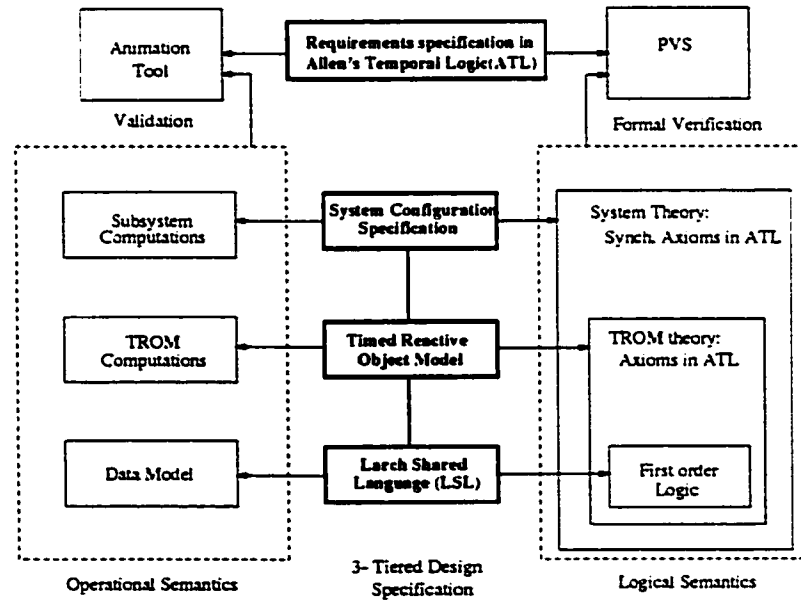 Animation
Tool
Requirements specification in
Allen's Temporal Logic(ATL)
PVS
Validation
Formal Verification
Subsystem
Computations
System Configuration
Specification
System Theory:
Synch. Axioms in ATL
TROM
Computations
Timed Reactive
Object Model
TROM theory:
Axioms in ATL
Data Model
Larch Shared
Language (LSL)
First order
Logic
Operational Semantics
3- Tiered Design
Specification
Logical Semantics